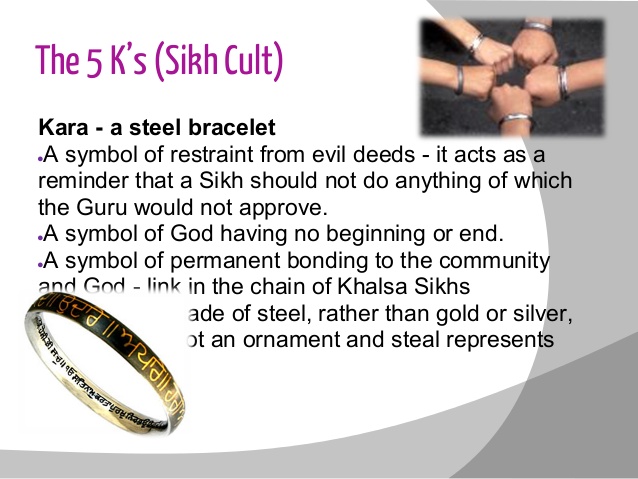 The 5 K's (Sikh Cult)
Kara - a steel bracelet
●A symbol of restraint from evil deeds - it acts as a
reminder that a Sikh should not do anything of which
the Guru would not approve.
●A symbol of God having no beginning or end.
●A symbol of permanent bonding to the community
and God - link in the chain of Khalsa Sikhs
ade of steel, rather than gold or silver,
ot an ornament and steal represents